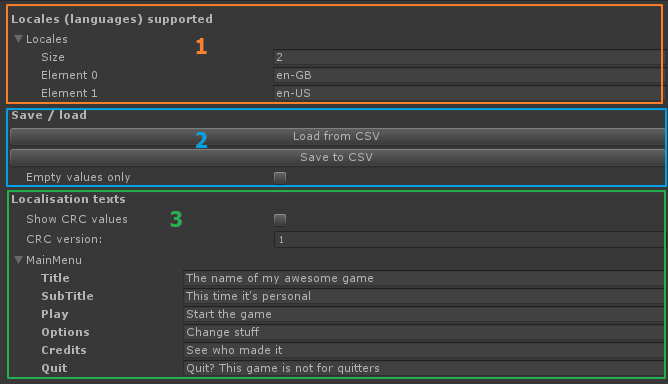 Locales (languages) supported
1
Locales
Size 2
Element 0 en-GB
Element 1 en-US
Save / load
2
Load from CSV
Save to CSV
Empty values only
Localisation texts
3
Show CRC values
CRC version: 1
MainMenu
Title The name of my awesome game
SubTitle This time it's personal
Play Start the game
Options Change stuff
Credits See who made it
Quit Quit? This game is not for quitters